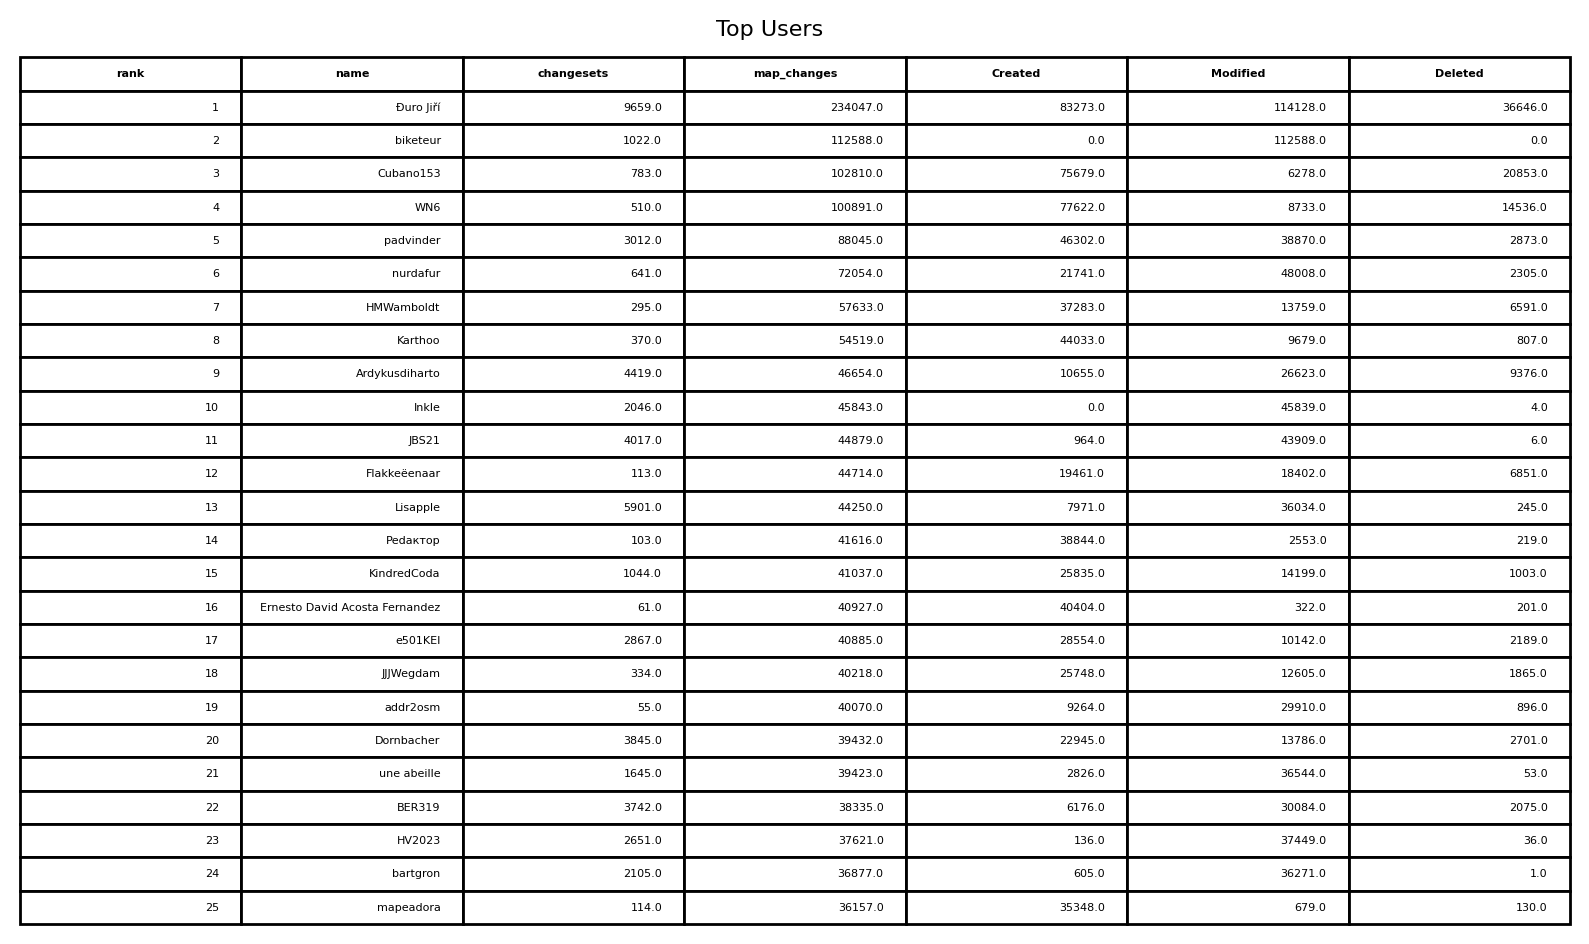 Top Users
rank name changesets map_changes Created Modified Deleted
1 Đuro Jiří 9659.0 234047.0 83273.0 114128.0 36646.0
2 biketeur 1022.0 112588.0 0.0 112588.0 0.0
3 Cubano153 783.0 102810.0 75679.0 6278.0 20853.0
4 WN6 510.0 100891.0 77622.0 8733.0 14536.0
5 padvinder 3012.0 88045.0 46302.0 38870.0 2873.0
6 nurdafur 641.0 72054.0 21741.0 48008.0 2305.0
7 HMWamboldt 295.0 57633.0 37283.0 13759.0 6591.0
8 Karthoo 370.0 54519.0 44033.0 9679.0 807.0
9 Ardykusdiharto 4419.0 46654.0 10655.0 26623.0 9376.0
10 Inkle 2046.0 45843.0 0.0 45839.0 4.0
11 JBS21 4017.0 44879.0 964.0 43909.0 6.0
12 Flakkeëenaar 113.0 44714.0 19461.0 18402.0 6851.0
13 Lisapple 5901.0 44250.0 7971.0 36034.0 245.0
14 Редактор 103.0 41616.0 38844.0 2553.0 219.0
15 KindredCoda 1044.0 41037.0 25835.0 14199.0 1003.0
16 Ernesto David Acosta Fernandez 61.0 40927.0 40404.0 322.0 201.0
17 e501KEI 2867.0 40885.0 28554.0 10142.0 2189.0
18 JJJWegdam 334.0 40218.0 25748.0 12605.0 1865.0
19 addr2osm 55.0 40070.0 9264.0 29910.0 896.0
20 Dornbacher 3845.0 39432.0 22945.0 13786.0 2701.0
21 une abeille 1645.0 39423.0 2826.0 36544.0 53.0
22 BER319 3742.0 38335.0 6176.0 30084.0 2075.0
23 HV2023 2651.0 37621.0 136.0 37449.0 36.0
24 bartgron 2105.0 36877.0 605.0 36271.0 1.0
25 mapeadora 114.0 36157.0 35348.0 679.0 130.0